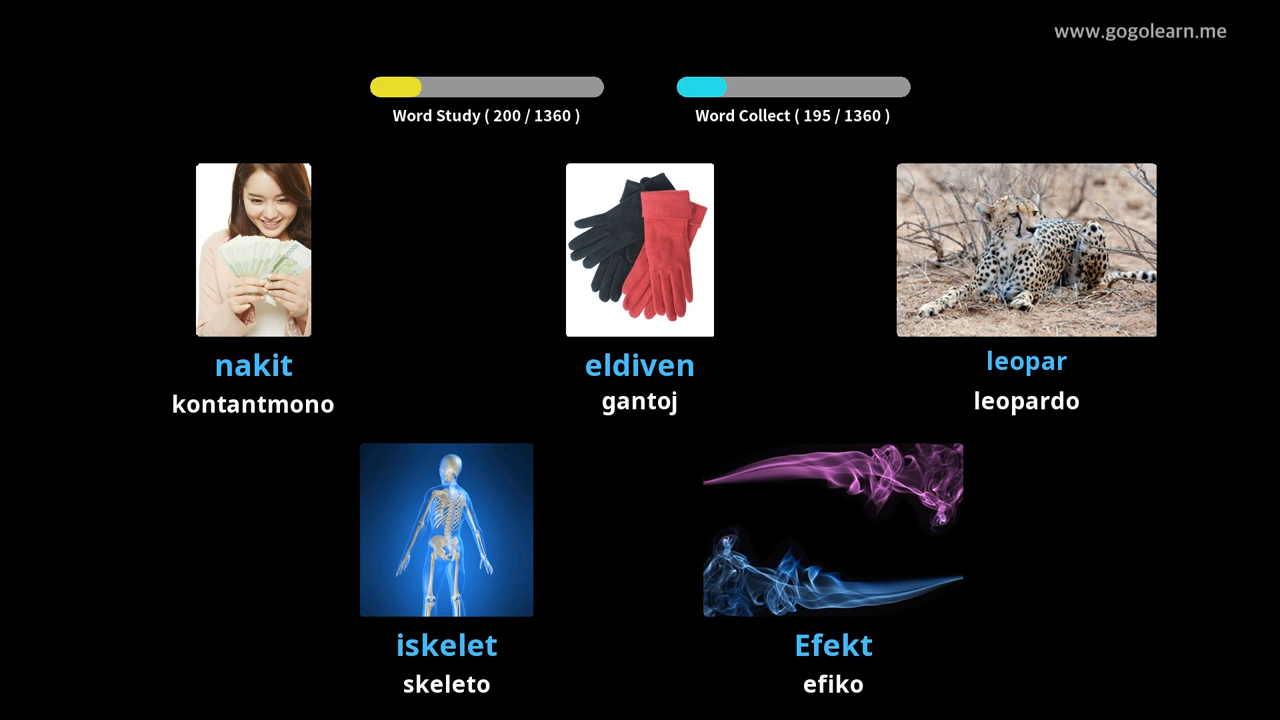 www.gogolearn.me
Word Study ( 200 / 1360 )
Word Collect ( 195 / 1360 )
nakit
kontantmono
eldiven
gantoj
leopar
leopardo
iskelet
skeleto
Efekt
efiko